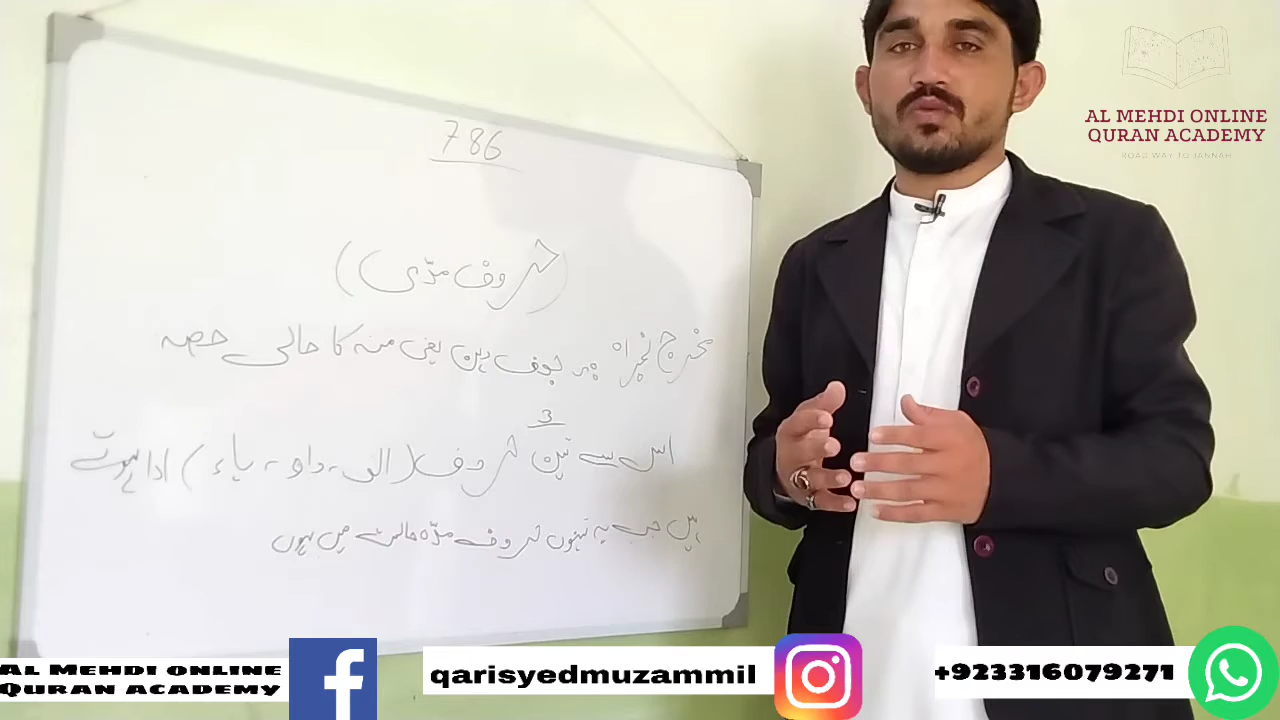 786
(حروف مدّی)
مخرج نمبر 1 : جوف دہن یعنی منہ کا خالی حصہ
3
اس سے تین حروف (الف، واو، یاء) ادا ہوتے
ہیں جب یہ تینوں حروف مدّہ حالت میں ہوں
AL MEHDI ONLINE
QURAN ACADEMY
ROAD WAY TO JANNAH
AL MEHDI ONLINE
QURAN ACADEMY
qarisyedmuzammil
+923316079271